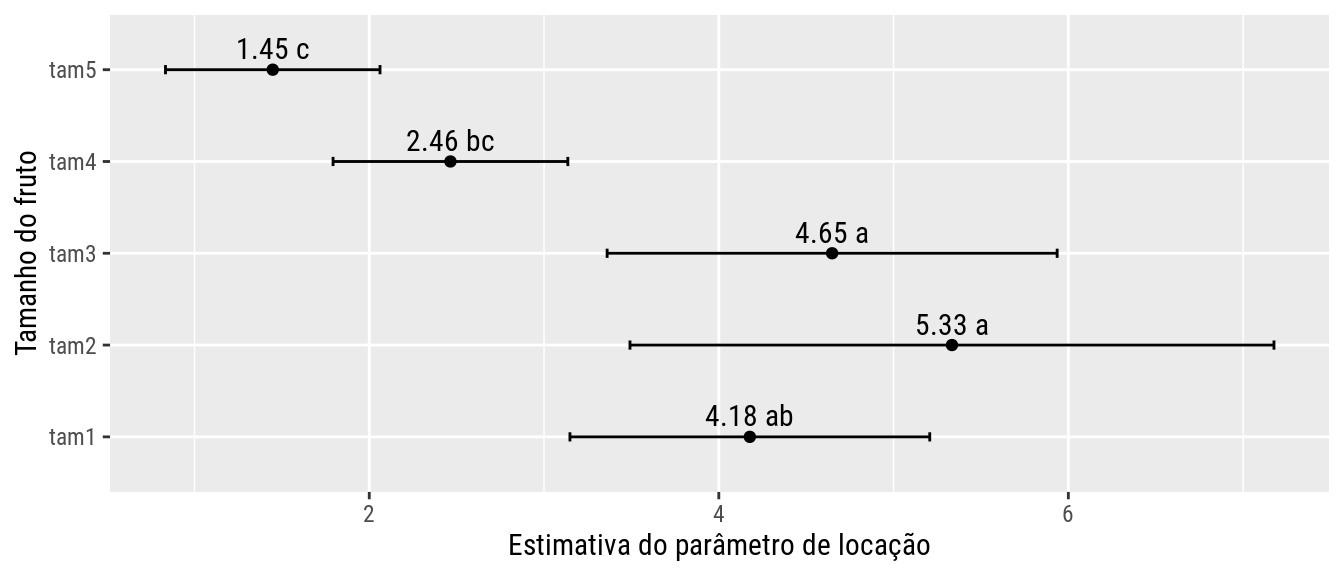 1.45 c
tam5
2.46 bc
tam4
4.65 a
tam3
5.33 a
tam2
4.18 ab
tam1
Tamanho do fruto
2 4 6
Estimativa do parâmetro de locação